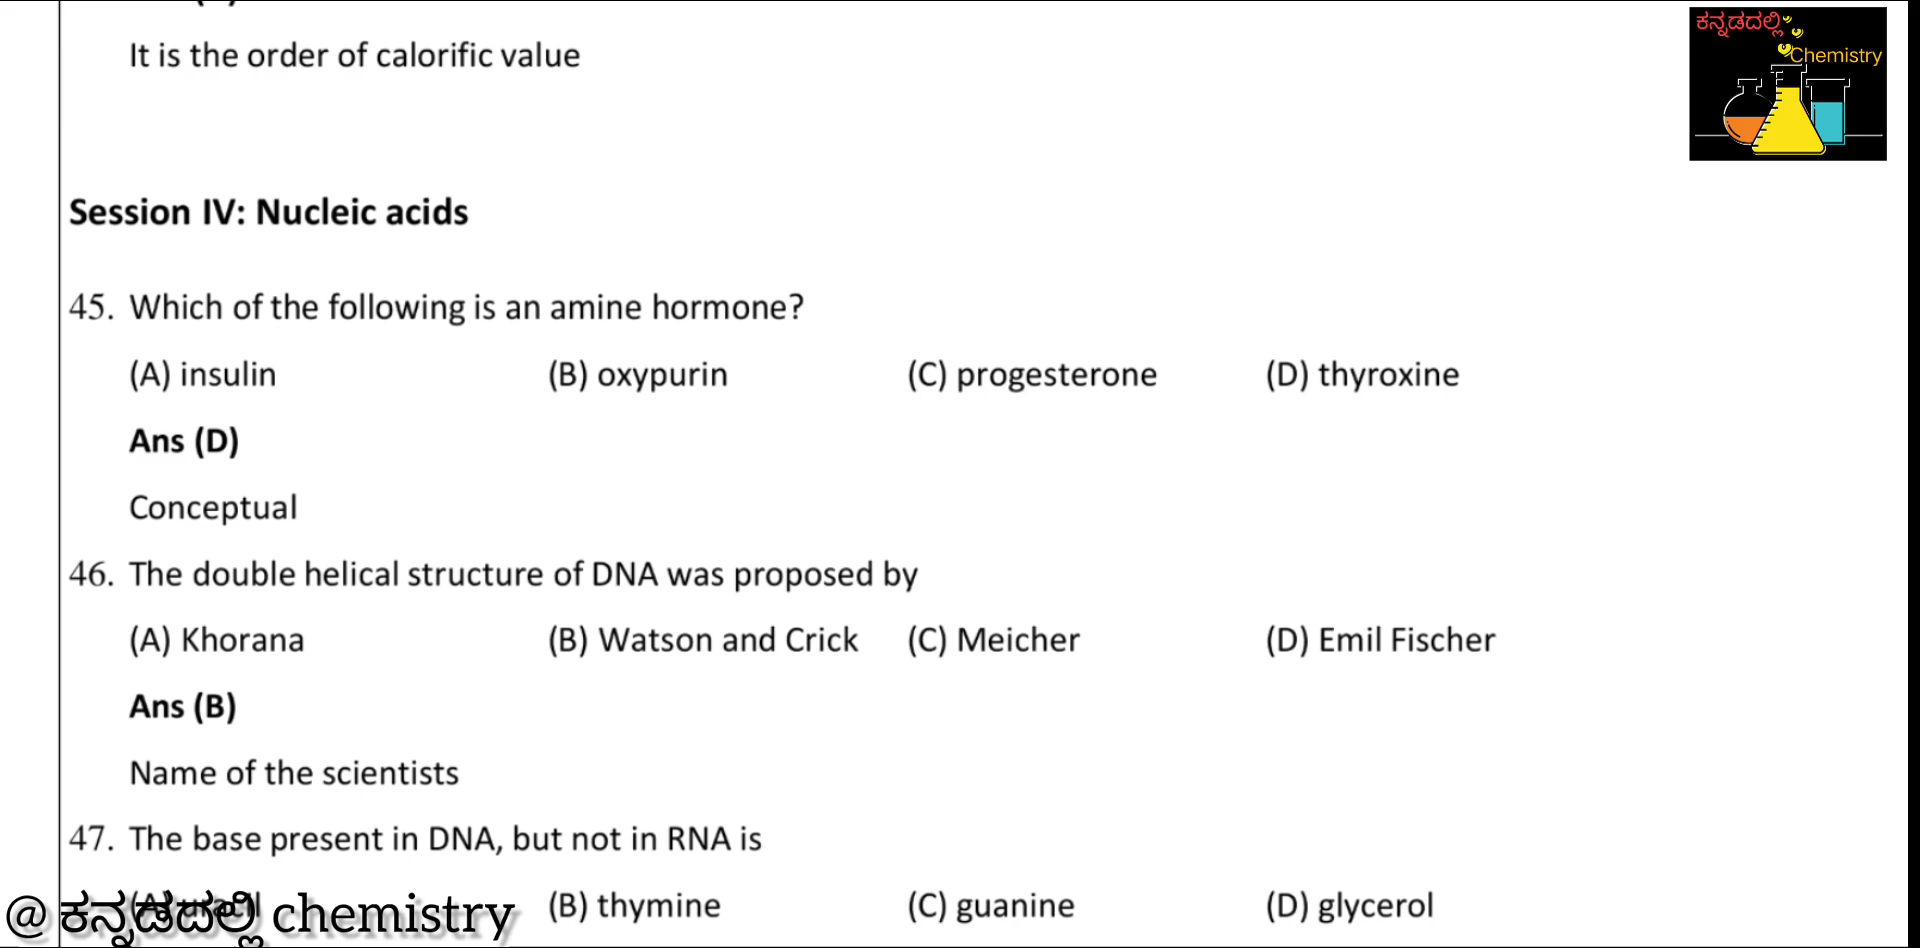 It is the order of calorific value
ಕನ್ನಡದಲ್ಲಿ
Chemistry
Session IV: Nucleic acids
45. Which of the following is an amine hormone?
(A) insulin (B) oxypurin (C) progesterone (D) thyroxine
Ans (D)
Conceptual
46. The double helical structure of DNA was proposed by
(A) Khorana (B) Watson and Crick (C) Meicher (D) Emil Fischer
Ans (B)
Name of the scientists
47. The base present in DNA, but not in RNA is
(B) thymine (C) guanine (D) glycerol
@ ಕನ್ನಡದಲ್ಲಿ chemistry